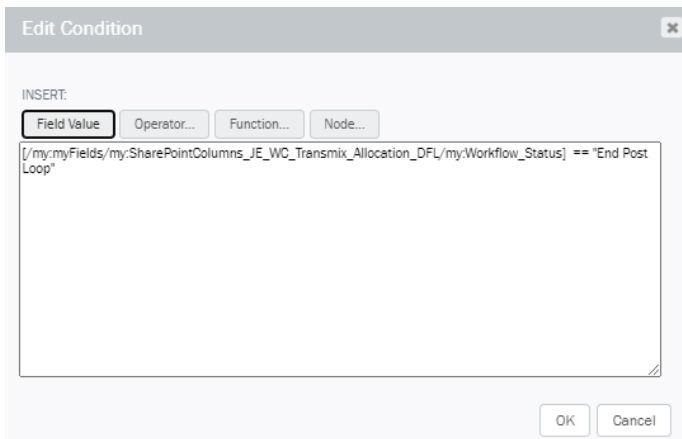 Edit Condition
INSERT:
Field Value Operator... Function... Node...
[/my:myFields/my:SharePointColumns_JE_WC_Transmix_Allocation_DFL/my:Workflow_Status] == "End Post
Loop"
OK Cancel